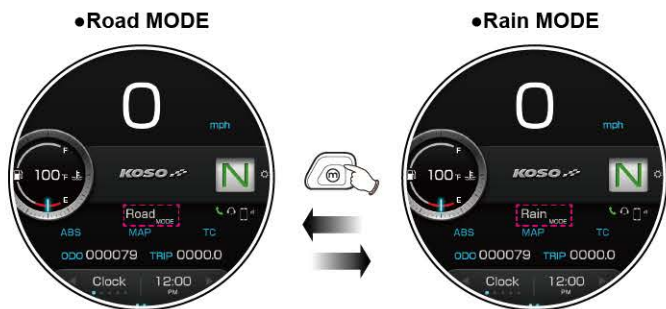 ●Road MODE
●Rain MODE
0
mph
F
100°F
E
KOSO
N
Road MODE
ABS
MAP
TC
ODO 000079
TRIP 0000.0
Clock
12:00
PM
m
0
mph
F
100°F
E
KOSO
N
Rain MODE
ABS
MAP
TC
ODO 000079
TRIP 0000.0
Clock
12:00
PM